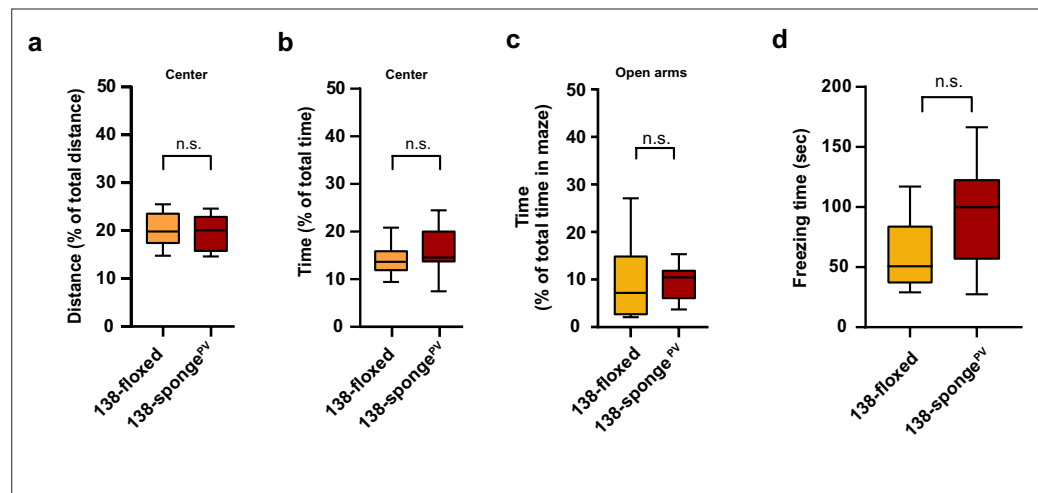 a
Center
Distance (% of total distance)
50
40
30
20
10
0
n.s.
138-floxed
138-sponge^PV
b
Center
Time (% of total time)
50
40
30
20
10
0
n.s.
138-floxed
138-sponge^PV
c
Open arms
Time
(% of total time in maze)
50
40
30
20
10
0
n.s.
138-floxed
138-sponge^PV
d
Freezing time (sec)
200
150
100
50
0
n.s.
138-floxed
138-sponge^PV